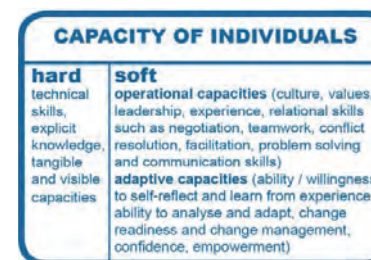 CAPACITY OF INDIVIDUALS
hard
technical
skills,
explicit
knowledge,
tangible
and visible
capacities
soft
operational capacities (culture, values,
leadership, experience, relational skills
such as negotiation, teamwork, conflict
resolution, facilitation, problem solving
and communication skills)
adaptive capacities (ability / willingness
to self-reflect and learn from experience
ability to analyse and adapt, change
readiness and change management,
confidence, empowerment)